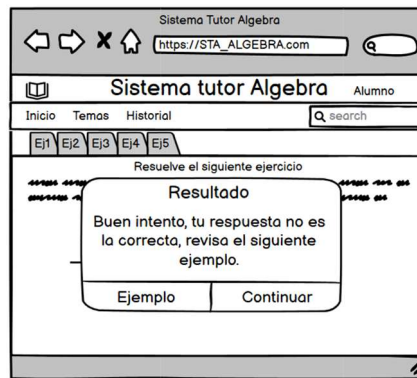 Sistema Tutor Algebra
https://STA_ALGEBRA.com
Sistema tutor Algebra
Alumno
Inicio Temas Historial
search
Ej1 Ej2 Ej3 Ej4 Ej5
Resuelve el siguiente ejercicio
Resultado
Buen intento, tu respuesta no es
la correcta, revisa el siguiente
ejemplo.
Ejemplo Continuar